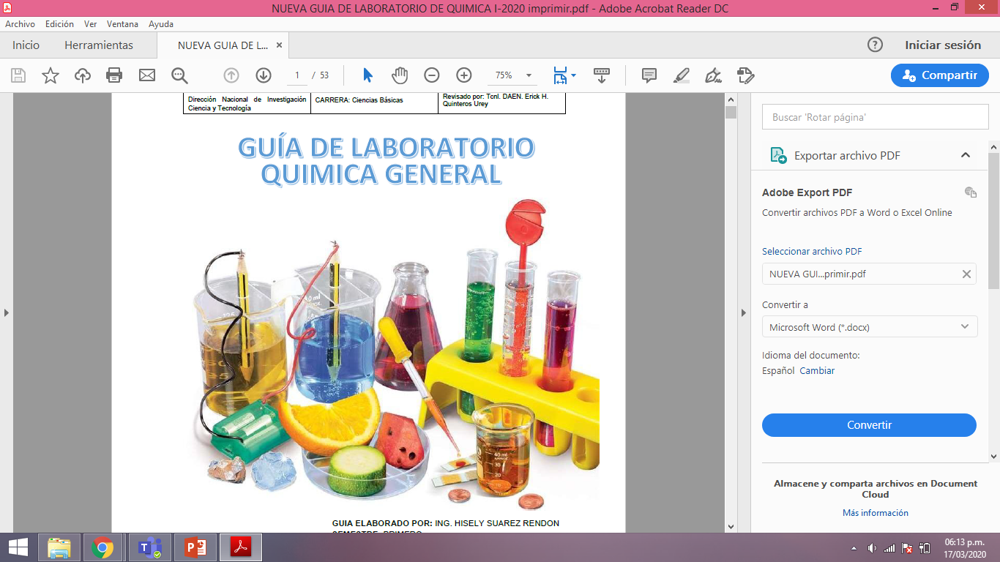 NUEVA GUIA DE LABORATORIO DE QUIMICA I-2020 imprimir.pdf - Adobe Acrobat Reader DC
Archivo Edición Ver Ventana Ayuda
Inicio Herramientas NUEVA GUIA DE L... Iniciar sesión
1 / 53 75% Compartir
Dirección Nacional de Investigación
Ciencia y Tecnología
CARRERA: Ciencias Básicas
Revisado por: Tcnl. DAEN. Erick H.
Quinteros Urey
GUÍA DE LABORATORIO
QUIMICA GENERAL
40 ml
30
20
10
GUIA ELABORADO POR: ING. HISELY SUAREZ RENDON
SEMESTRE: PRIMERO
Buscar 'Rotar página'
Exportar archivo PDF
Adobe Export PDF
Convertir archivos PDF a Word o Excel Online
Seleccionar archivo PDF
NUEVA GUI...primir.pdf
Convertir a
Microsoft Word (*.docx)
Idioma del documento:
Español Cambiar
Convertir
Almacene y comparta archivos en Document
Cloud
Más información
06:13 p.m.
17/03/2020